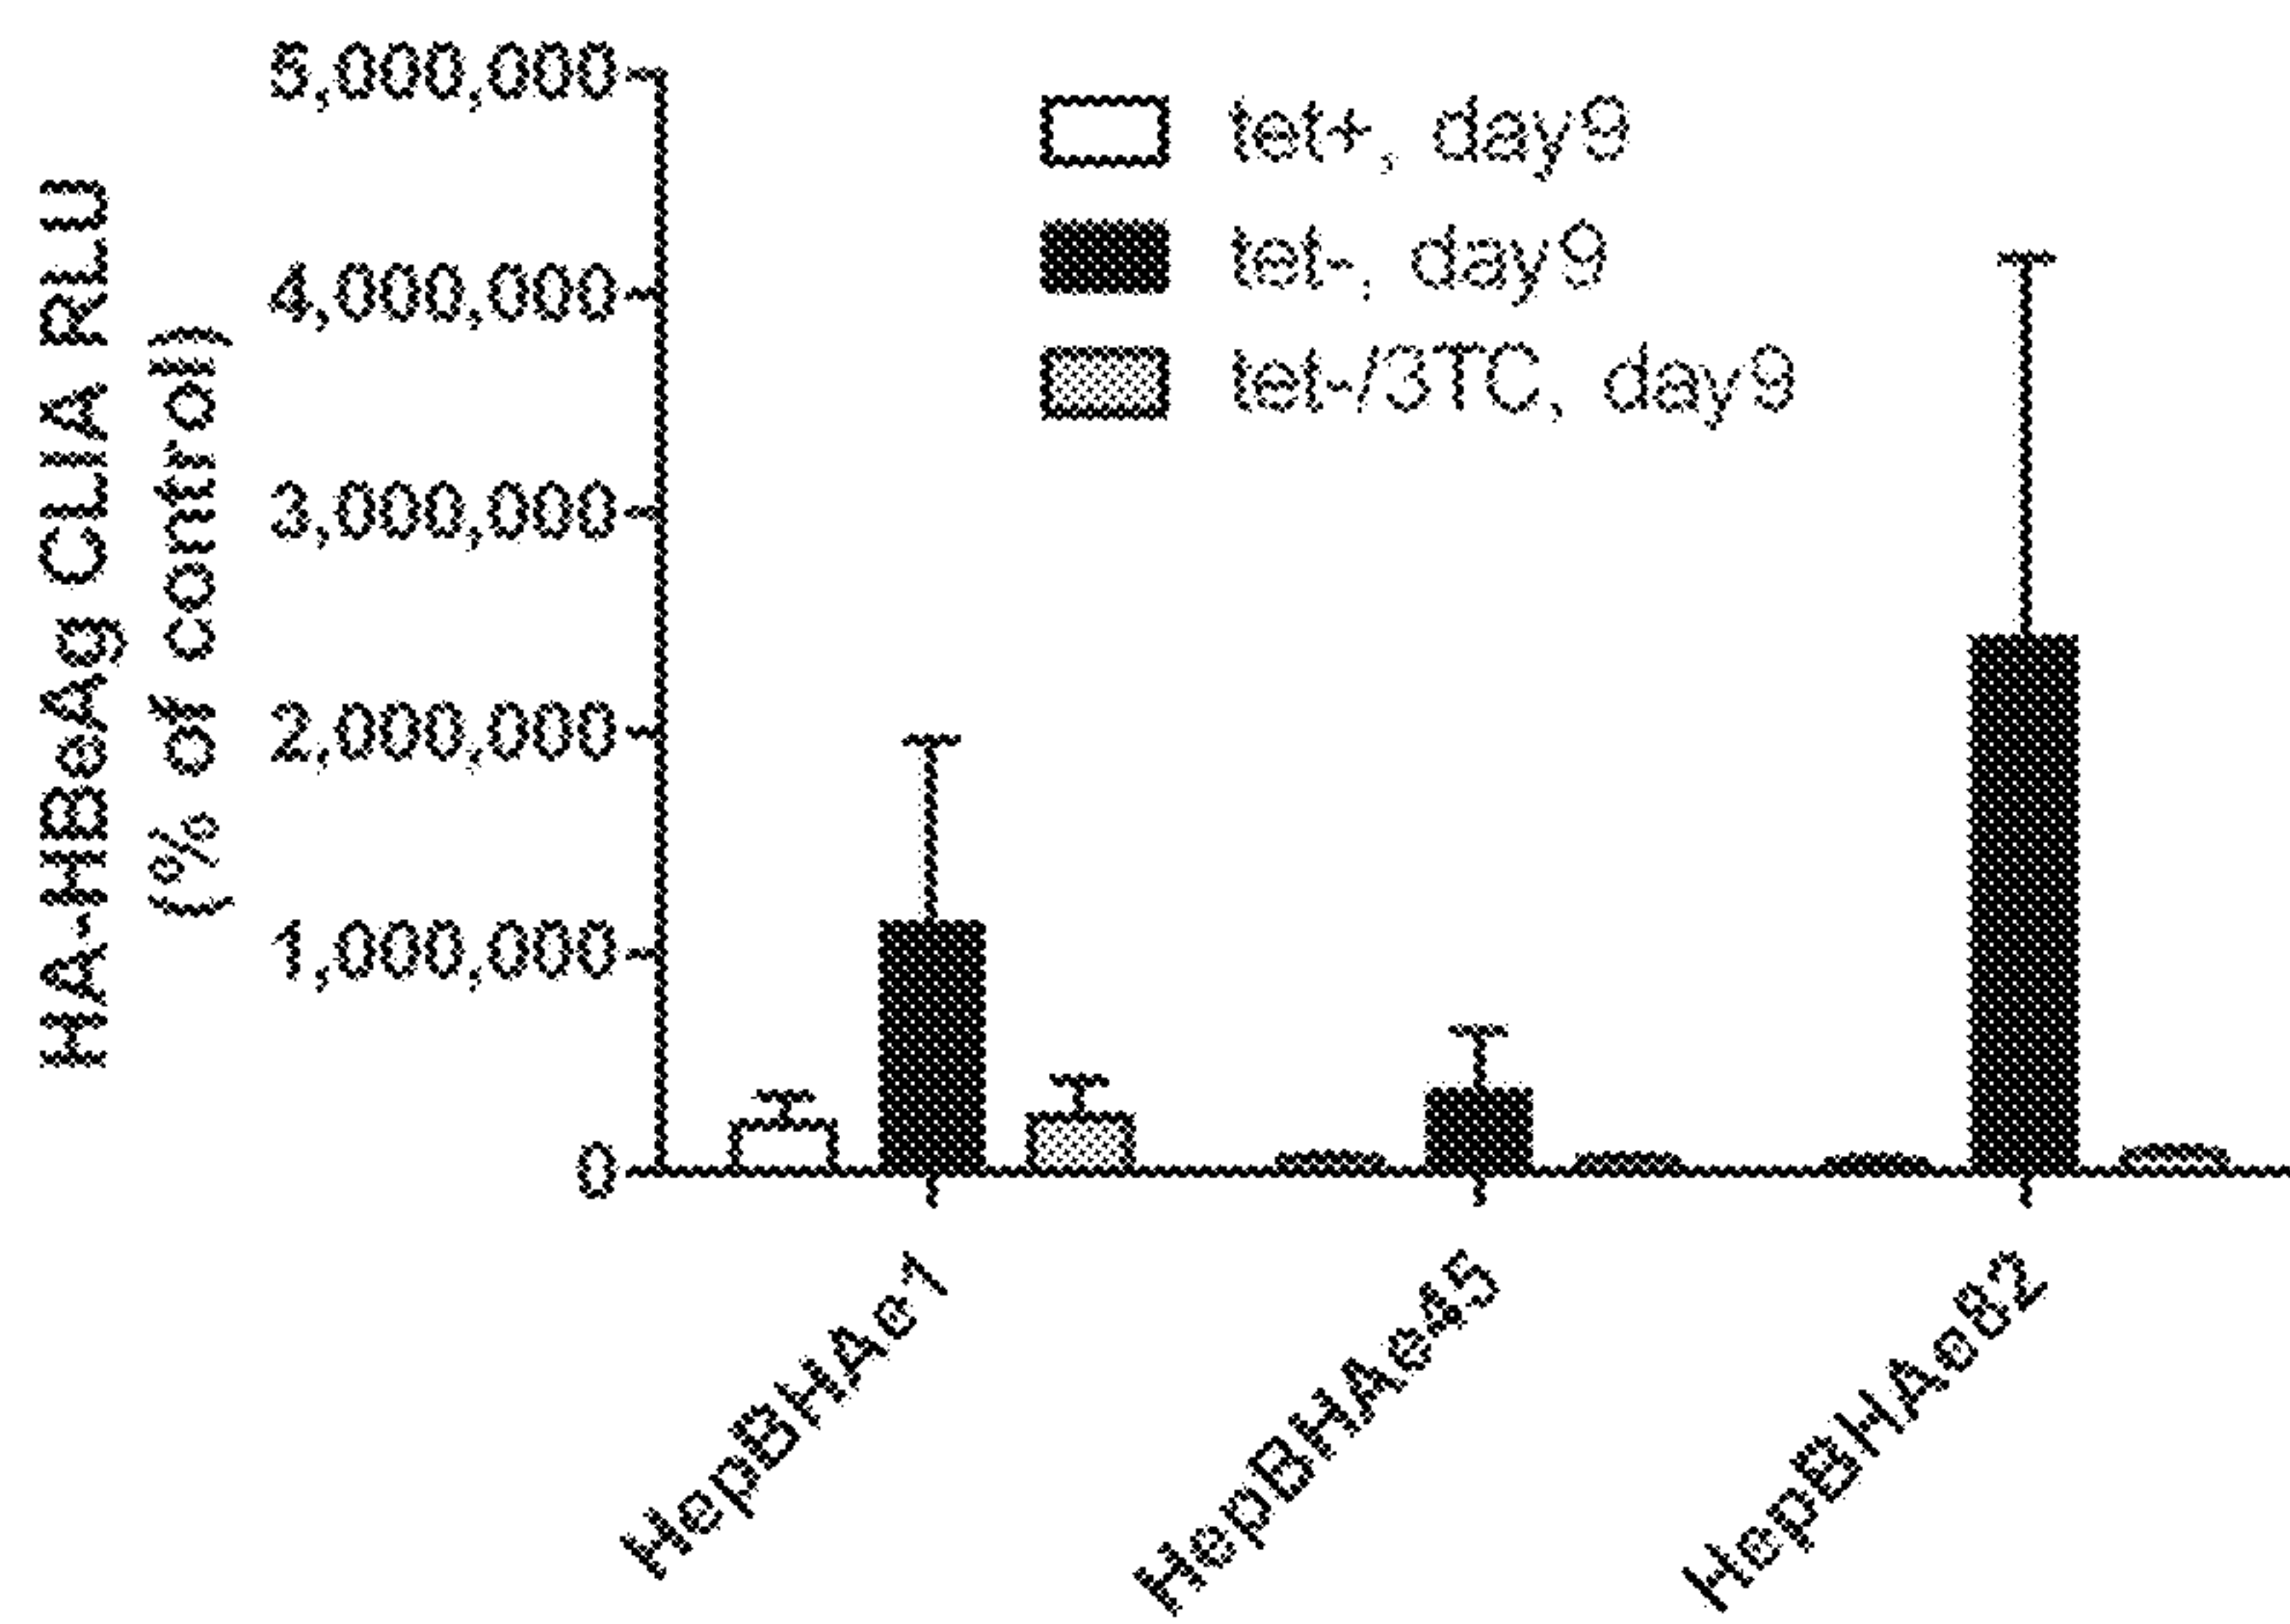 HA-HBeAg CLIA RLU
(% of control)
5,000,000
4,000,000
3,000,000
2,000,000
1,000,000
0
tet+, day9
tet-, day9
tet-/3TC, day9
HepBHAe1
HepBHAe45
HepBHAe82